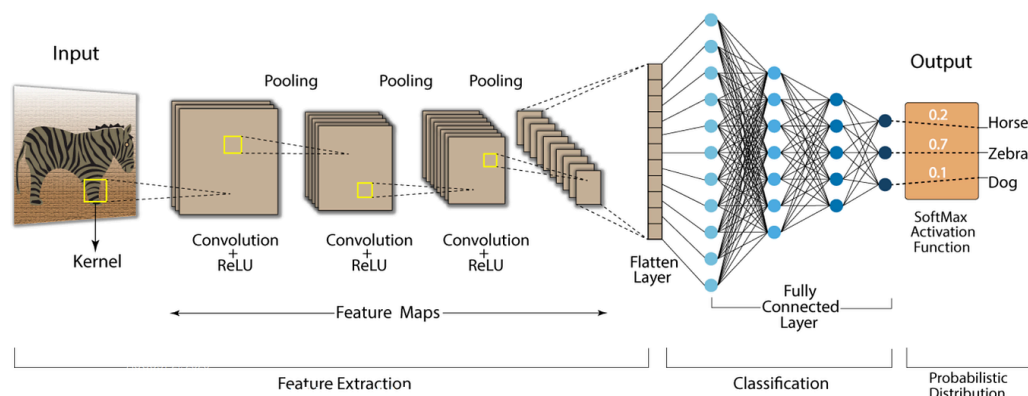 Input
Kernel
Pooling
Pooling
Pooling
Convolution
+
ReLU
Convolution
+
ReLU
Convolution
+
ReLU
Feature Maps
Flatten
Layer
Fully
Connected
Layer
Output
0.2
0.7
0.1
Horse
Zebra
Dog
SoftMax
Activation
Function
Feature Extraction
Classification
Probabilistic
Distribution